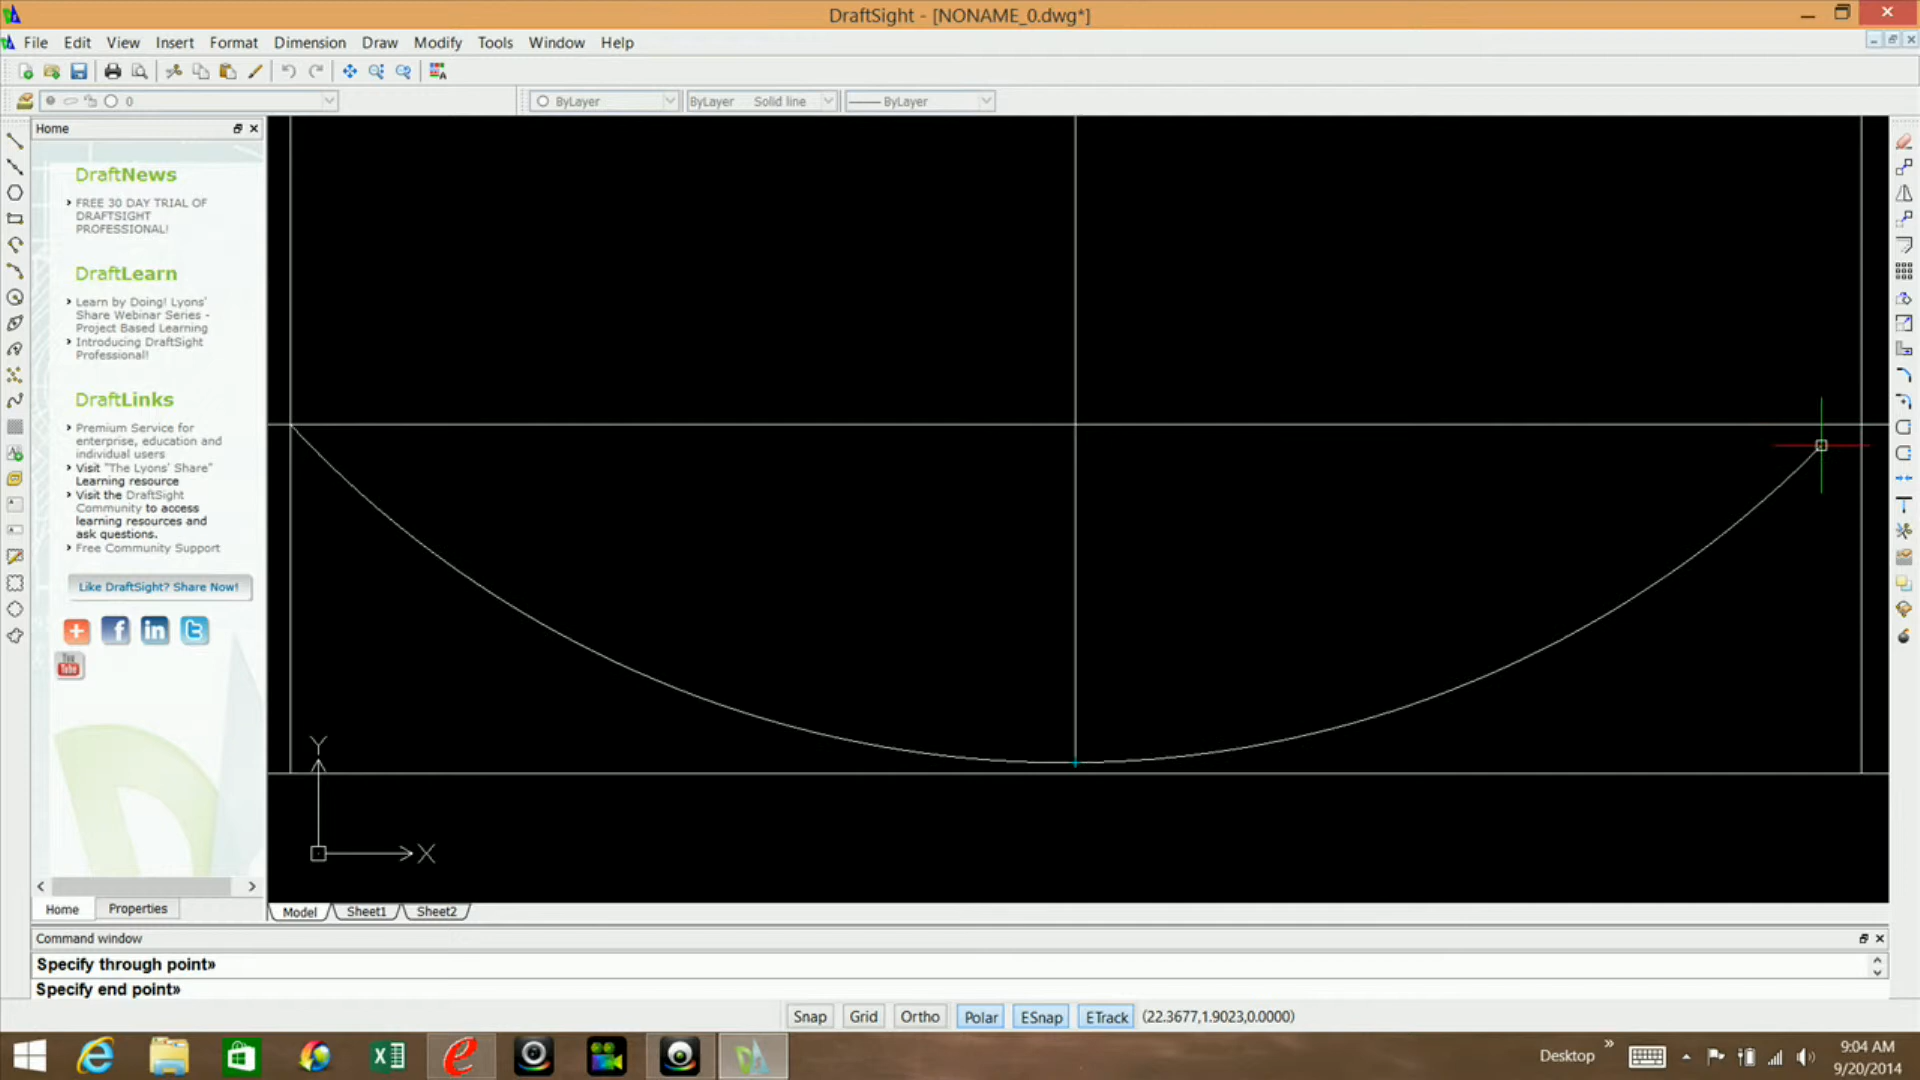 DraftSight - [NONAME_0.dwg*]
File Edit View Insert Format Dimension Draw Modify Tools Window Help
0 ByLayer ByLayer Solid line ByLayer
Home
DraftNews
FREE 30 DAY TRIAL OF
DRAFTSIGHT
PROFESSIONAL!
DraftLearn
Learn by Doing! Lyons'
Share Webinar Series -
Project Based Learning
Introducing DraftSight
Professional!
DraftLinks
Premium Service for
enterprise, education and
individual users
Visit "The Lyons' Share"
Learning resource
Visit the DraftSight
Community to access
learning resources and
ask questions.
Free Community Support
Like DraftSight? Share Now!
f in
You
Tube
Y
X
Home Properties
Model Sheet1 Sheet2
Command window
Specify through point»
Specify end point»
Snap Grid Ortho Polar ESnap ETrack (22.3677,1.9023,0.0000)
Desktop
9:04 AM
9/20/2014